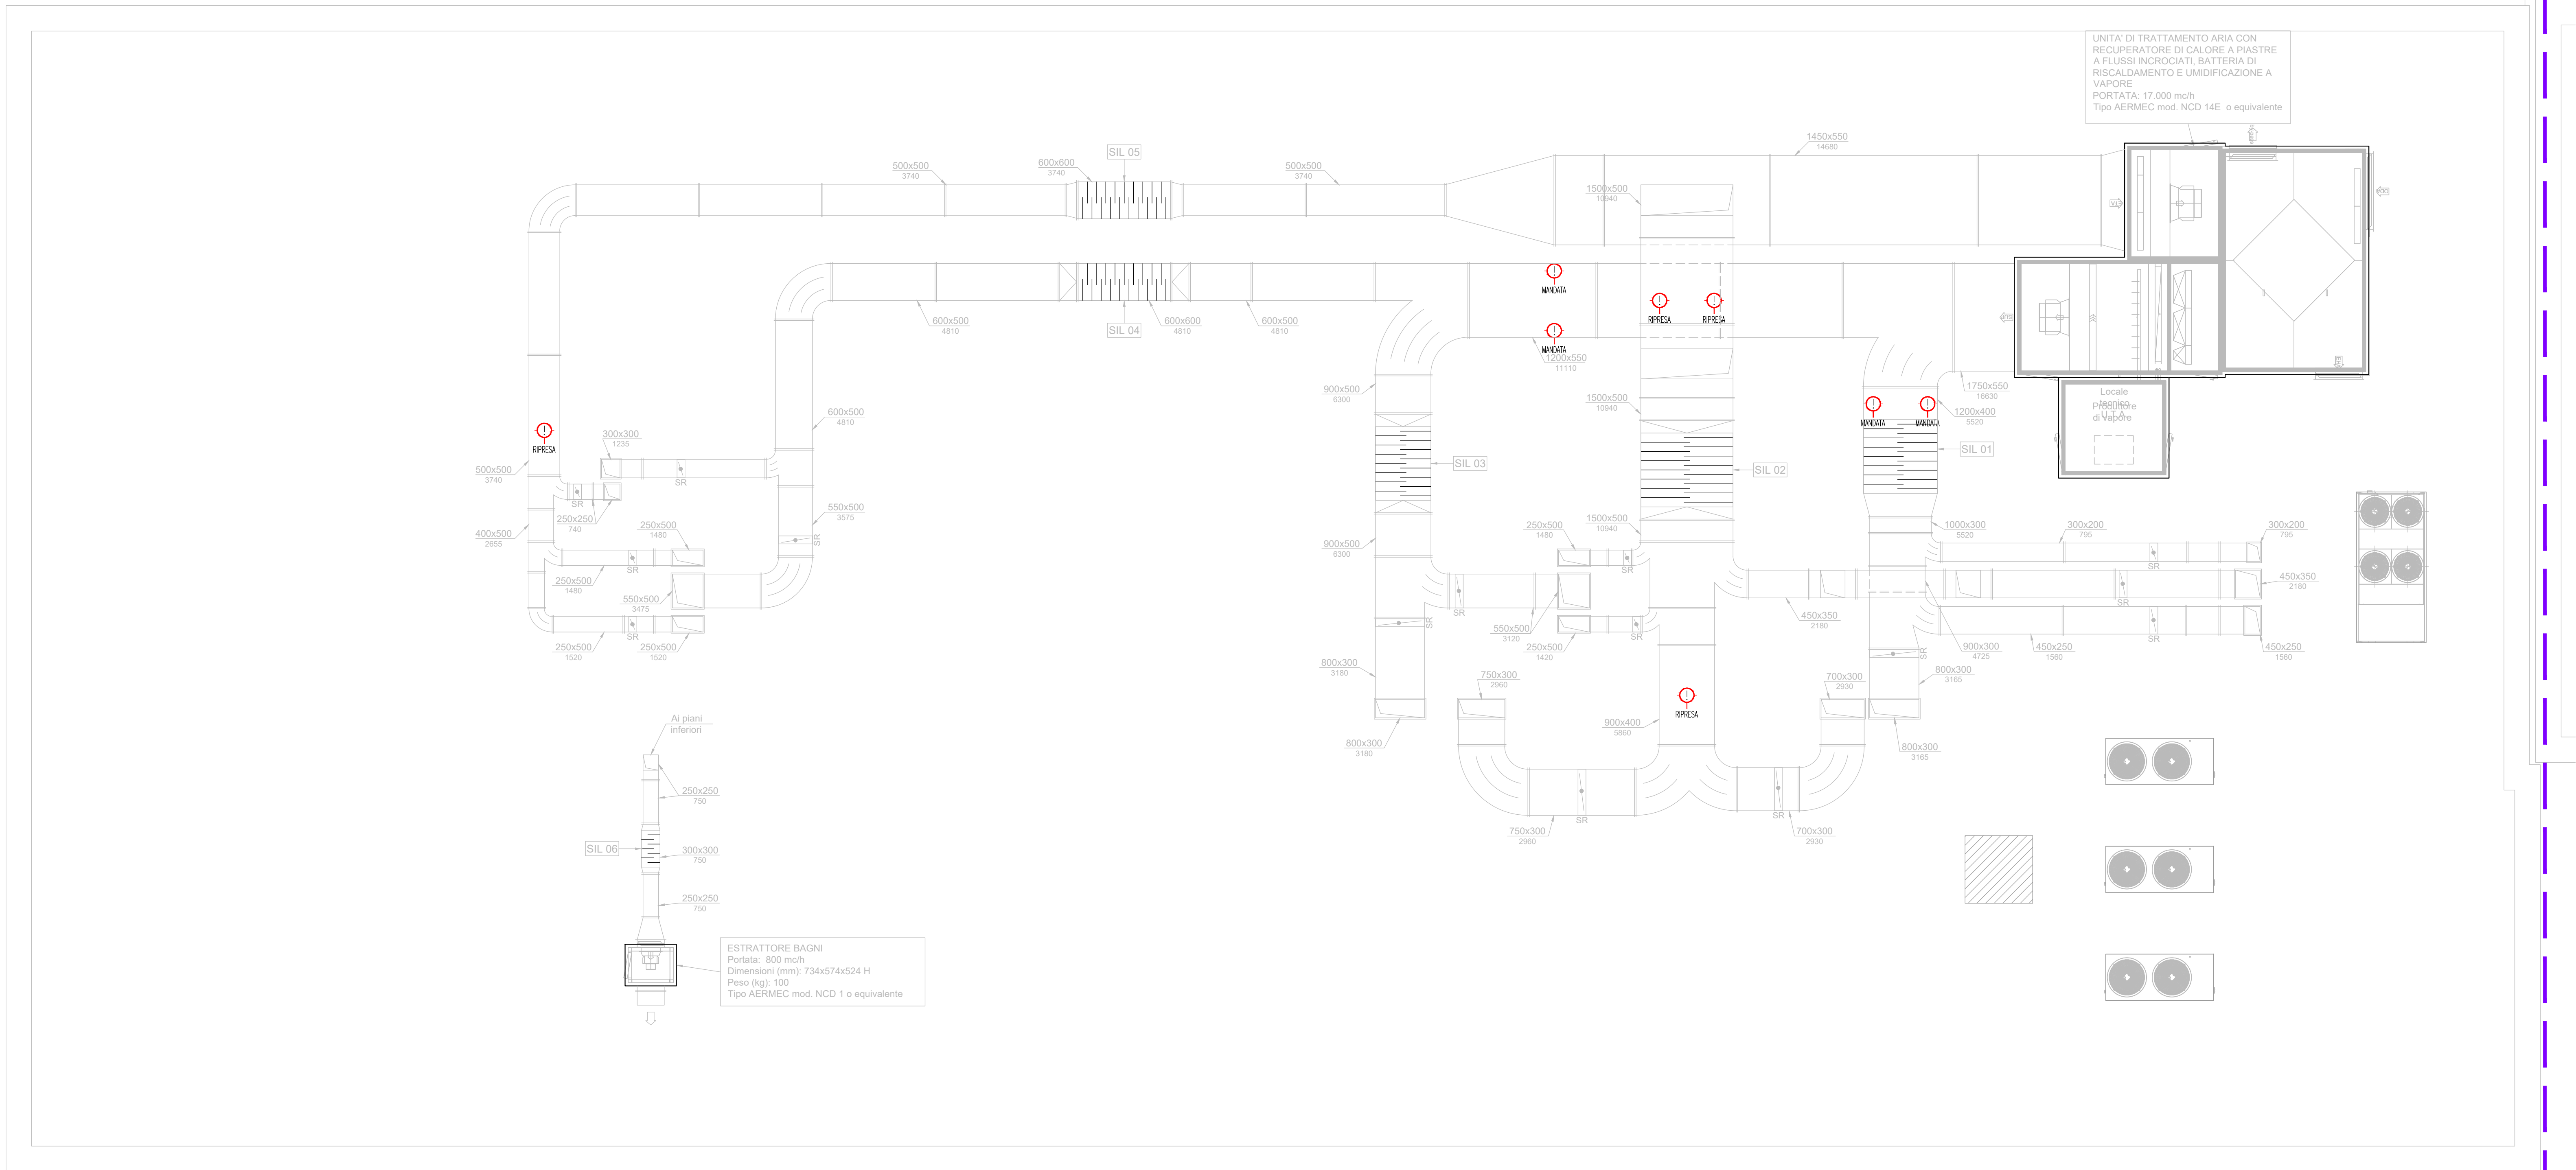 UNITA' DI TRATTAMENTO ARIA CON
RECUPERATORE DI CALORE A PIASTRE
A FLUSSI INCROCIATI, BATTERIA DI
RISCALDAMENTO E UMIDIFICAZIONE A
VAPORE
PORTATA: 17.000 mc/h
Tipo AERMEC mod. NCD 14E o equivalente
1450x550
14680
SIL 05
500x500
3740
600x600
3740
500x500
3740
1500x500
10940
MANDATA
RIPRESA
RIPRESA
600x500
4810
SIL 04
600x600
4810
600x500
4810
MANDATA
1200x550
11110
900x500
6300
1500x500
10940
1750x550
16630
1200x400
5520
MANDATA
MANDATA
Locale
tecnico
U.T.A.
Produttore
di vapore
600x500
4810
RIPRESA
300x300
1235
500x500
3740
SR
SR
250x250
740
550x500
3575
SR
SIL 03
SIL 02
SIL 01
400x500
2655
250x500
1480
SR
250x500
1480
550x500
3475
SR
250x500
1520
250x500
1520
900x500
6300
1500x500
10940
250x500
1480
SR
1000x300
5520
300x200
795
300x200
795
SR
450x350
2180
SR
SR
SR
550x500
3120
SR
250x500
1420
450x350
2180
900x300
4725
SR
450x250
1560
450x250
1560
SR
800x300
3180
750x300
2960
700x300
2930
800x300
3165
RIPRESA
900x400
5860
800x300
3180
800x300
3165
SR
SR
750x300
2960
700x300
2930
Ai piani
inferiori
250x250
750
SIL 06
300x300
750
250x250
750
ESTRATTORE BAGNI
Portata: 800 mc/h
Dimensioni (mm): 734x574x524 H
Peso (kg): 100
Tipo AERMEC mod. NCD 1 o equivalente